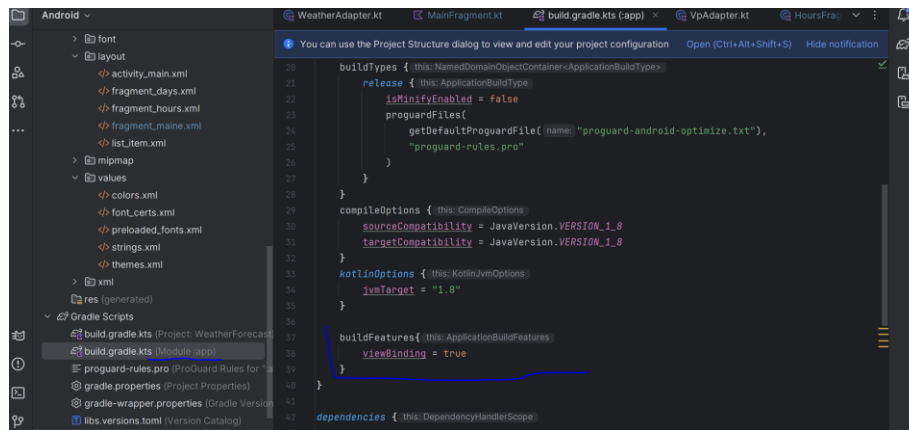 Android
WeatherAdapter.kt
MainFragment.kt
build.gradle.kts (:app)
VpAdapter.kt
HoursFrag
font
layout
activity_main.xml
fragment_days.xml
fragment_hours.xml
fragment_maine.xml
list_item.xml
mipmap
values
colors.xml
font_certs.xml
preloaded_fonts.xml
strings.xml
themes.xml
xml
res (generated)
Gradle Scripts
build.gradle.kts (Project: WeatherForecast
build.gradle.kts (Module :app)
proguard-rules.pro (ProGuard Rules for ":a
gradle.properties (Project Properties)
gradle-wrapper.properties (Gradle Version
libs.versions.toml (Version Catalog)
You can use the Project Structure dialog to view and edit your project configuration
Open (Ctrl+Alt+Shift+S)
Hide notification
20 buildTypes { this: NamedDomainObjectContainer<ApplicationBuildType>
21 release { this: ApplicationBuildType
22 isMinifyEnabled = false
23 proguardFiles(
24 getDefaultProguardFile( name: "proguard-android-optimize.txt"),
25 "proguard-rules.pro"
26 )
27 }
28 }
29 compileOptions { this: CompileOptions
30 sourceCompatibility = JavaVersion.VERSION_1_8
31 targetCompatibility = JavaVersion.VERSION_1_8
32 }
33 kotlinOptions { this: KotlinJvmOptions
34 jvmTarget = "1.8"
35 }
36
37 buildFeatures{ this: ApplicationBuildFeatures
38 viewBinding = true
39 }
40 }
41
42 dependencies { this: DependencyHandlerScope